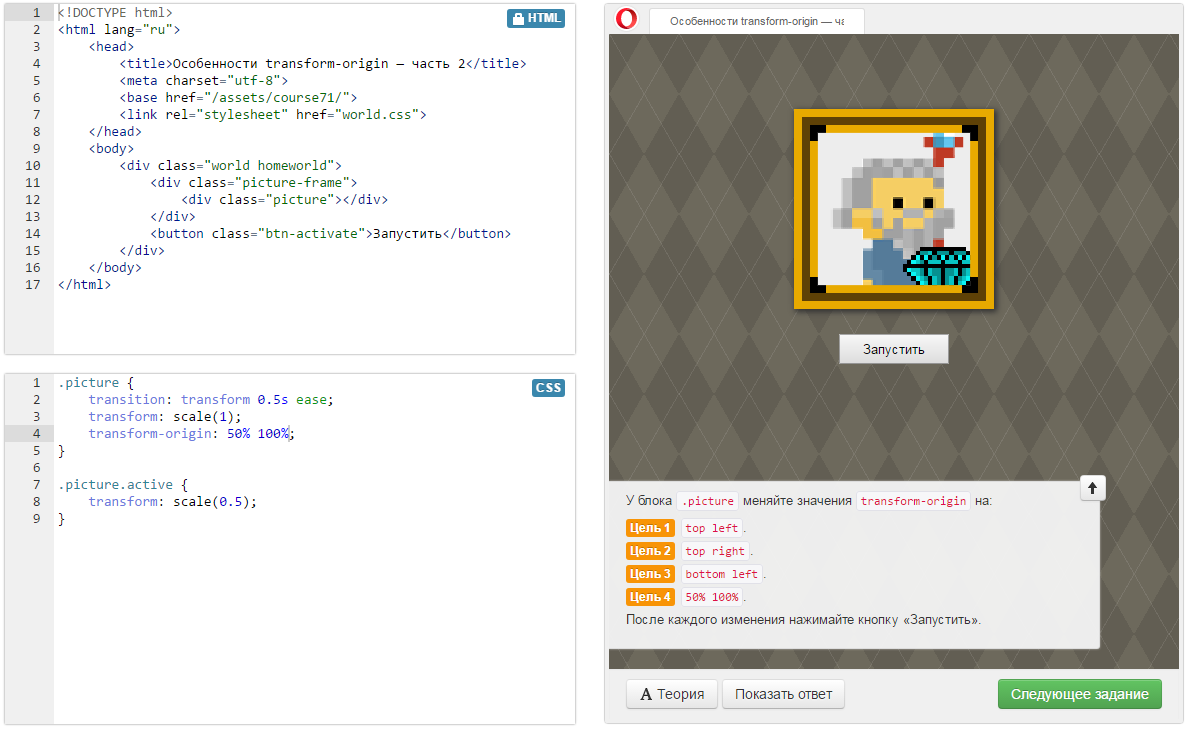 1 <!DOCTYPE html>
2 <html lang="ru">
3 <head>
4 <title>Особенности transform-origin — часть 2</title>
5 <meta charset="utf-8">
6 <base href="/assets/course71/">
7 <link rel="stylesheet" href="world.css">
8 </head>
9 <body>
10 <div class="world homeworld">
11 <div class="picture-frame">
12 <div class="picture"></div>
13 </div>
14 <button class="btn-activate">Запустить</button>
15 </div>
16 </body>
17 </html>
HTML
1 .picture {
2 transition: transform 0.5s ease;
3 transform: scale(1);
4 transform-origin: 50% 100%;
5 }
6
7 .picture.active {
8 transform: scale(0.5);
9 }
CSS
Особенности transform-origin — ча
Запустить
У блока .picture меняйте значения transform-origin на:
Цель 1 top left.
Цель 2 top right.
Цель 3 bottom left.
Цель 4 50% 100%.
После каждого изменения нажимайте кнопку «Запустить».
A Теория
Показать ответ
Следующее задание